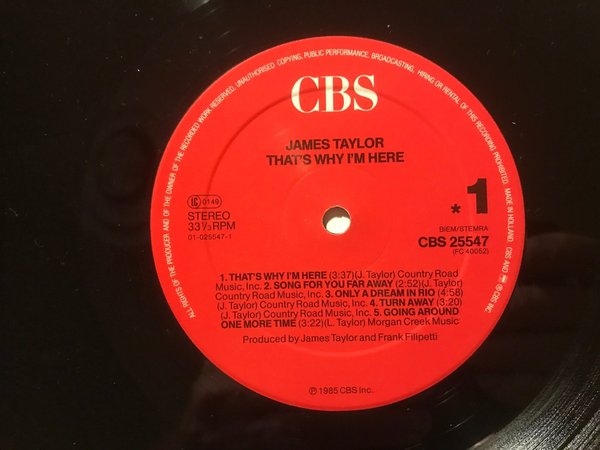 ALL RIGHTS OF THE PRODUCER AND OF THE OWNER OF THE RECORDED WORK RESERVED. UNAUTHORISED COPYING, PUBLIC PERFORMANCE, BROADCASTING, HIRING OR RENTAL OF THIS RECORDING PROHIBITED. MADE IN HOLLAND. CBS AND ® CBS INC.
CBS
JAMES TAYLOR
THAT'S WHY I'M HERE
LC 0149
STEREO
33⅓ RPM
01-025547-1
* 1
BIEM/STEMRA
CBS 25547
(FC 40052)
1. THAT'S WHY I'M HERE (3:37)(J. Taylor) Country Road
Music, Inc. 2. SONG FOR YOU FAR AWAY (2:52)(J. Taylor)
Country Road Music, Inc. 3. ONLY A DREAM IN RIO (4:58)
(J. Taylor) Country Road Music, Inc. 4. TURN AWAY (3:20)
(J. Taylor) Country Road Music, Inc. 5. GOING AROUND
ONE MORE TIME (3:22)(L. Taylor) Morgan Creek Music
Produced by James Taylor and Frank Filipetti
℗ 1985 CBS Inc.